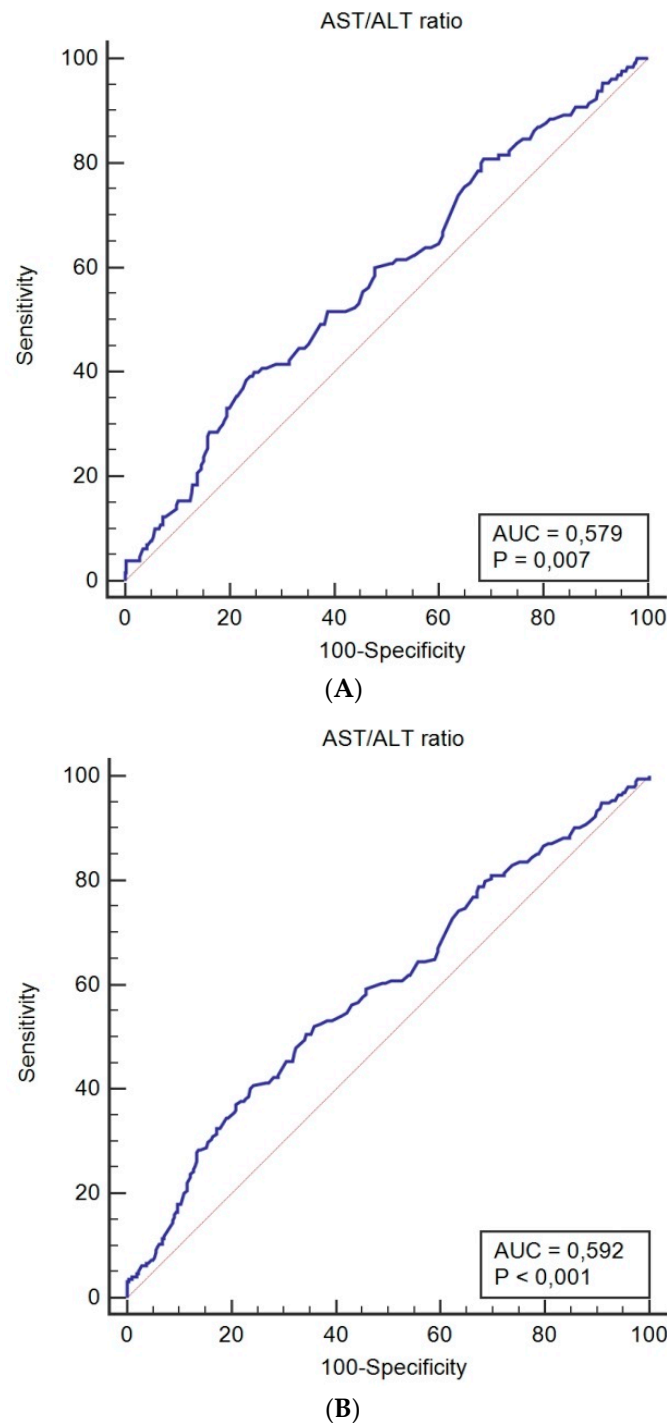 AST/ALT ratio
100
80
60
40
20
0
Sensitivity
AUC = 0,579
P = 0,007
0 20 40 60 80 100
100-Specificity
(A)
AST/ALT ratio
100
80
60
40
20
0
Sensitivity
AUC = 0,592
P < 0,001
0 20 40 60 80 100
100-Specificity
(B)